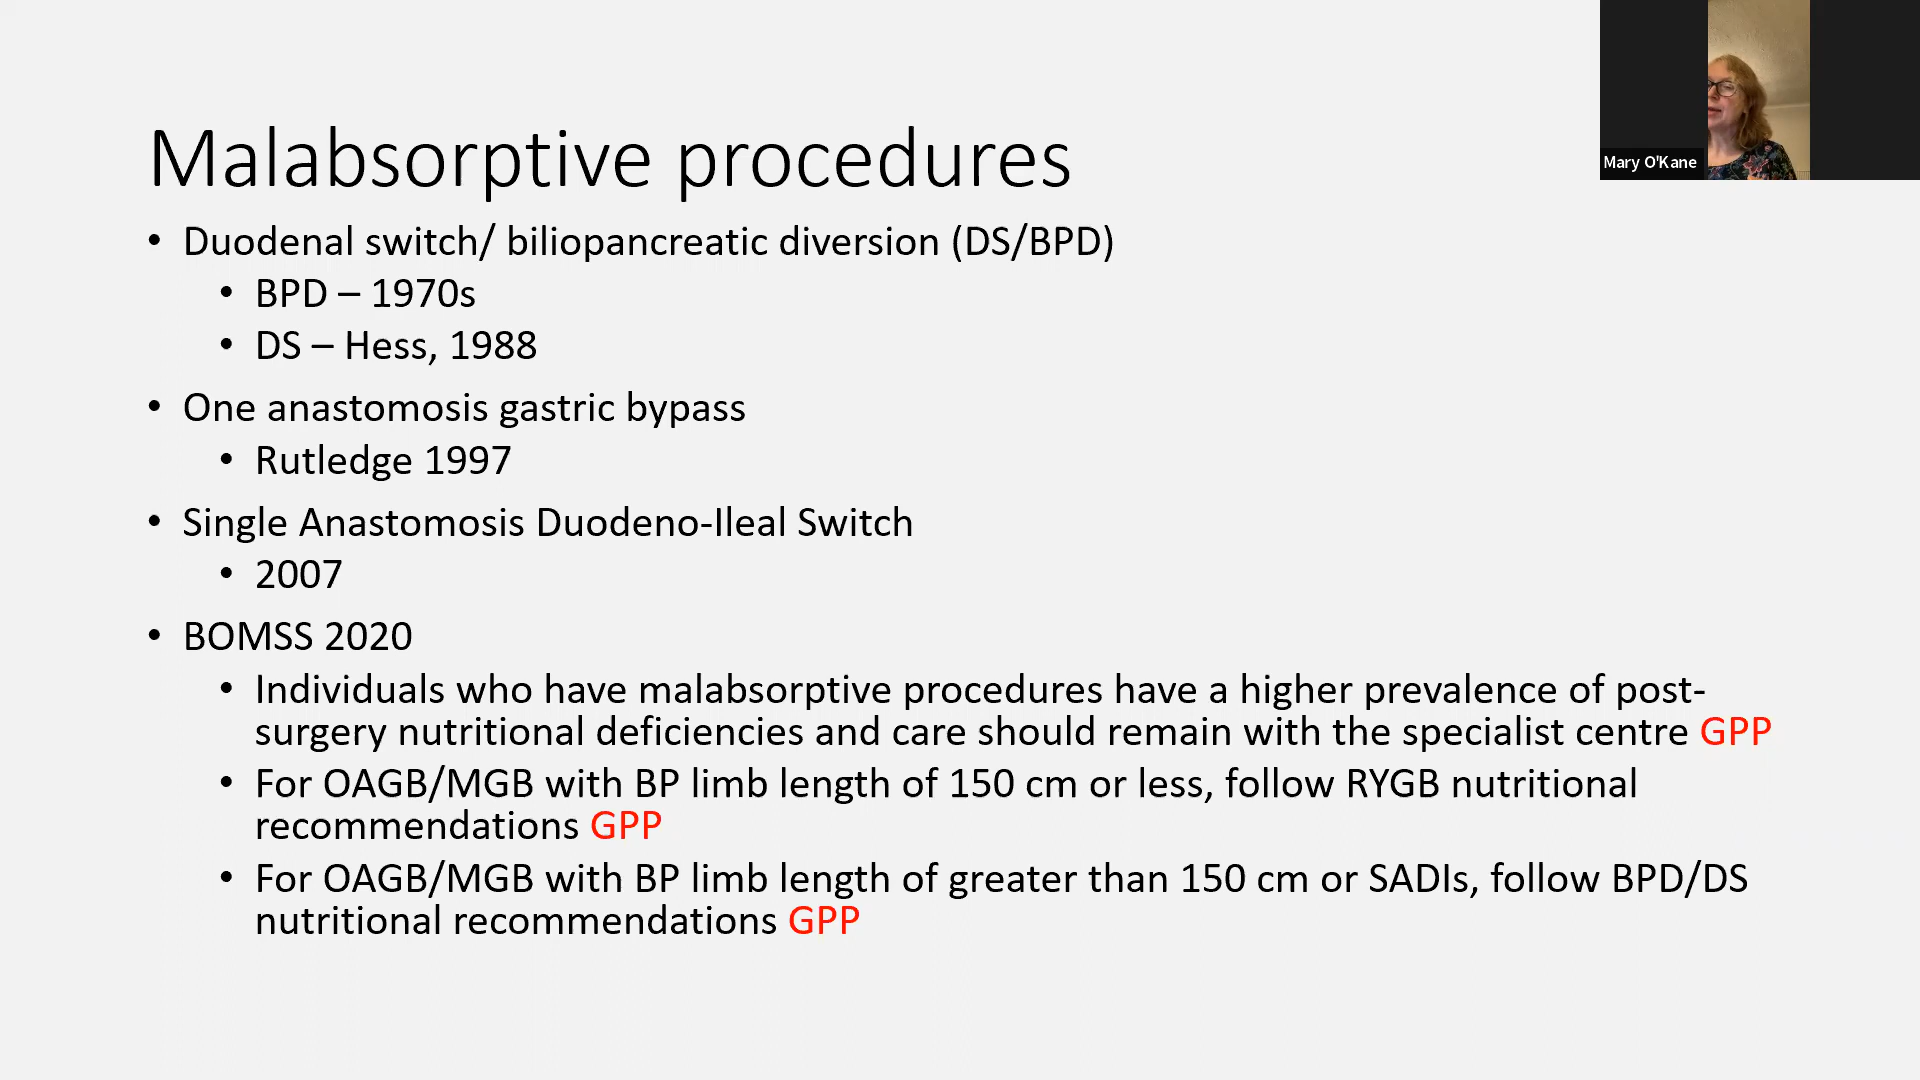 Mary O'Kane
Malabsorptive procedures
• Duodenal switch/ biliopancreatic diversion (DS/BPD)
• BPD – 1970s
• DS – Hess, 1988
• One anastomosis gastric bypass
• Rutledge 1997
• Single Anastomosis Duodeno-Ileal Switch
• 2007
• BOMSS 2020
• Individuals who have malabsorptive procedures have a higher prevalence of post-
surgery nutritional deficiencies and care should remain with the specialist centre GPP
• For OAGB/MGB with BP limb length of 150 cm or less, follow RYGB nutritional
recommendations GPP
• For OAGB/MGB with BP limb length of greater than 150 cm or SADIs, follow BPD/DS
nutritional recommendations GPP